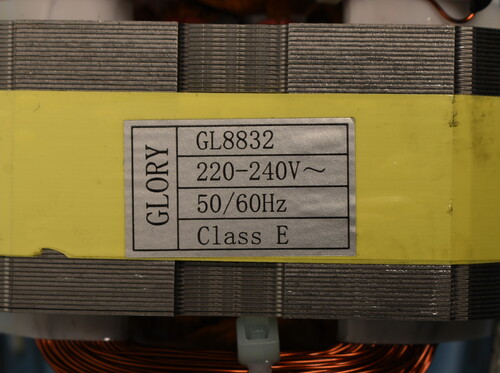 GLORY
GL8832
220-240V～
50/60Hz
Class E